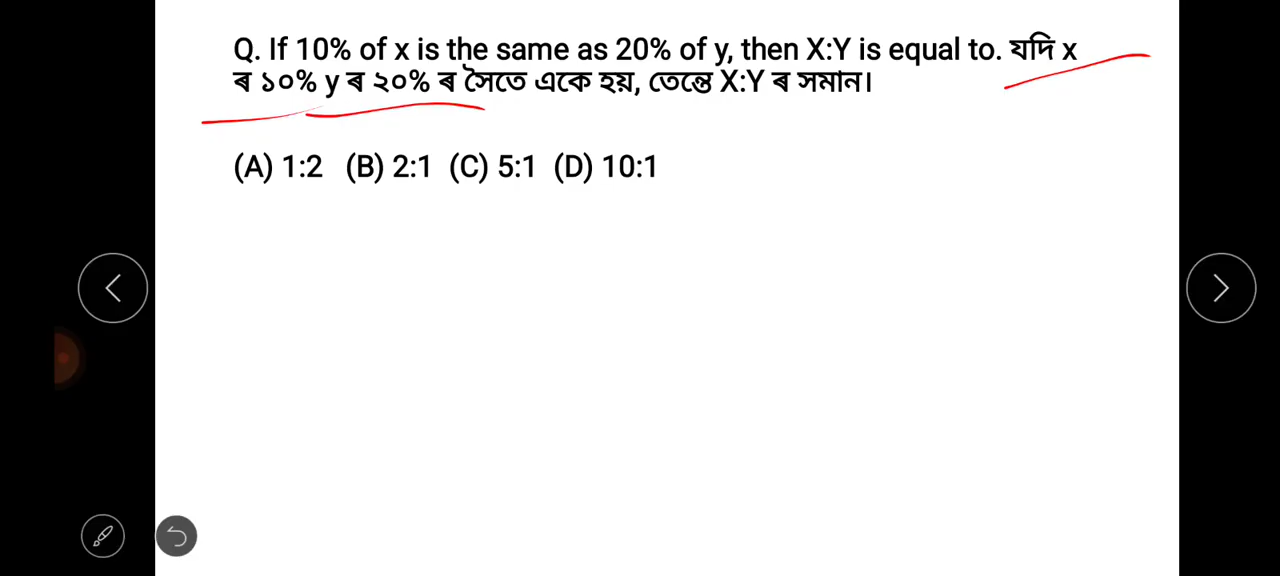 Q. If 10% of x is the same as 20% of y, then X:Y is equal to. যদি x
ৰ ১০% y ৰ ২০% ৰ সৈতে একে হয়, তেন্তে X:Y ৰ সমান।
(A) 1:2 (B) 2:1 (C) 5:1 (D) 10:1